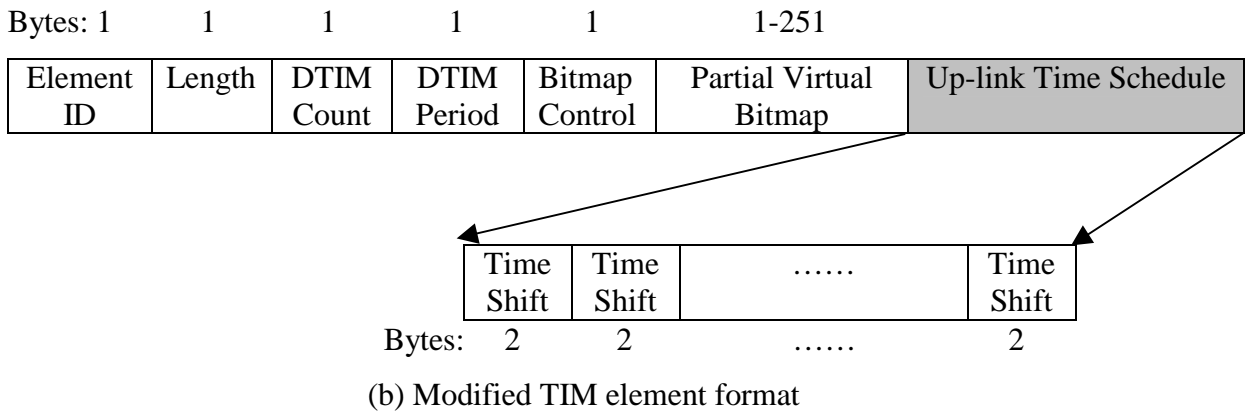 Bytes: 1 1 1 1 1 1-251
Element Length DTIM DTIM Bitmap Partial Virtual Up-link Time Schedule
ID Count Period Control Bitmap
Time Time …… Time
Shift Shift Shift
Bytes: 2 2 …… 2
(b) Modified TIM element format